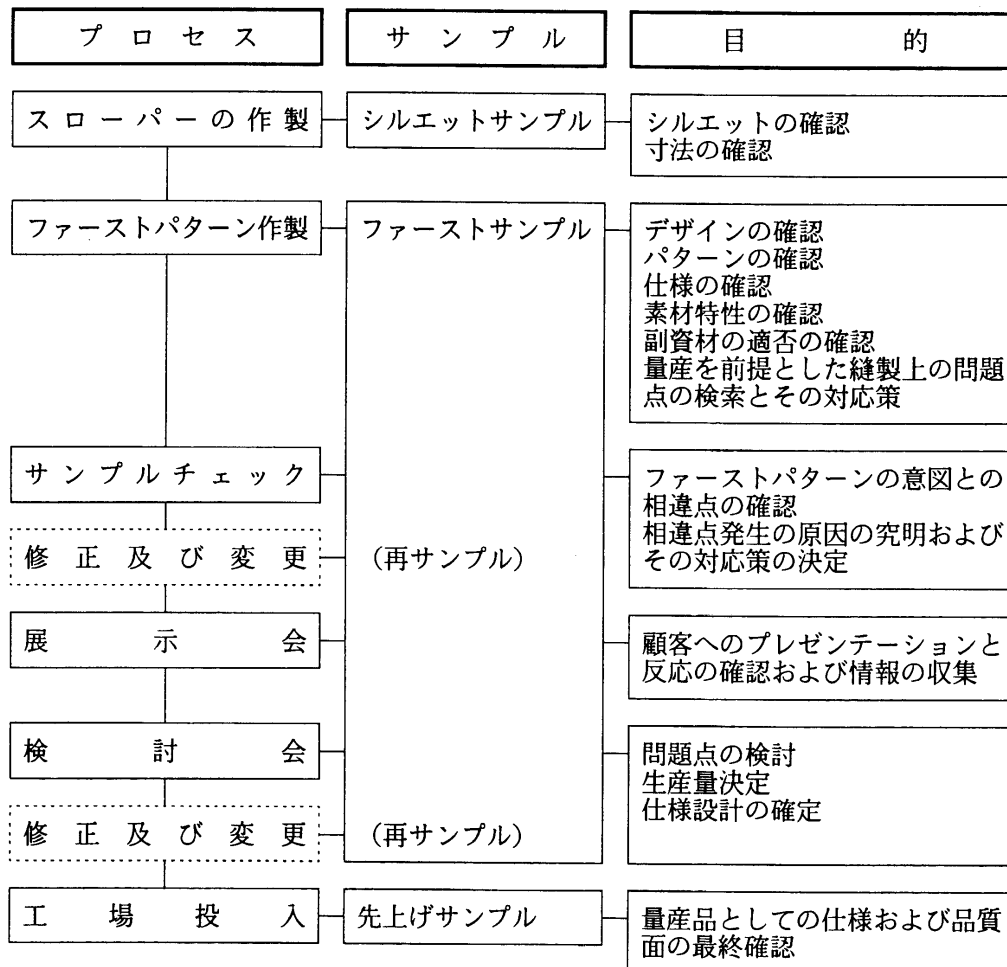 プロセス
サンプル
目的
スローパーの作製
シルエットサンプル
シルエットの確認
寸法の確認
ファーストパターン作製
ファーストサンプル
デザインの確認
パターンの確認
仕様の確認
素材特性の確認
副資材の適否の確認
量産を前提とした縫製上の問題
点の検索とその対応策
サンプルチェック
ファーストパターンの意図との
相違点の確認
相違点発生の原因の究明および
その対応策の決定
修正及び変更
(再サンプル)
展示会
顧客へのプレゼンテーションと
反応の確認および情報の収集
検討会
問題点の検討
生産量決定
仕様設計の確定
修正及び変更
(再サンプル)
工場投入
先上げサンプル
量産品としての仕様および品質
面の最終確認